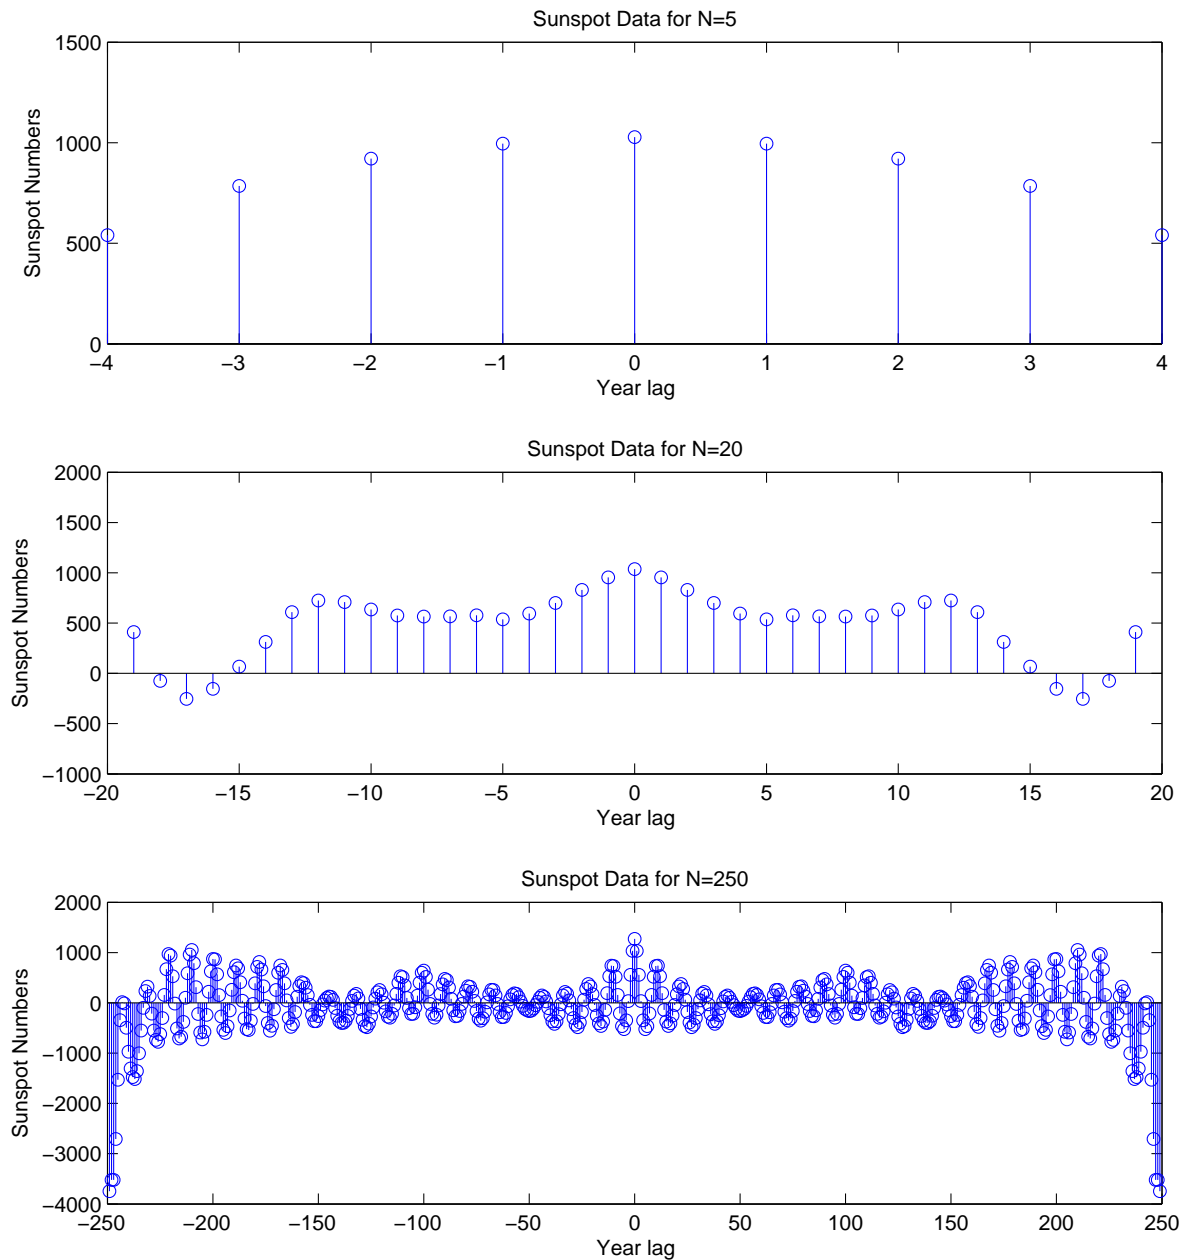 Sunspot Data for N=5
1500
1000
500
0
Sunspot Numbers
−4 −3 −2 −1 0 1 2 3 4
Year lag
Sunspot Data for N=20
2000
1500
1000
500
0
−500
−1000
Sunspot Numbers
−20 −15 −10 −5 0 5 10 15 20
Year lag
Sunspot Data for N=250
2000
1000
0
−1000
−2000
−3000
−4000
Sunspot Numbers
−250 −200 −150 −100 −50 0 50 100 150 200 250
Year lag